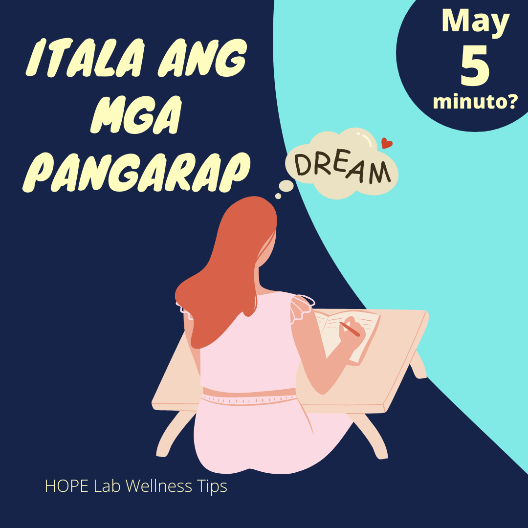 ITALA ANG
MGA
PANGARAP
May
5
minuto?
DREAM
HOPE Lab Wellness Tips